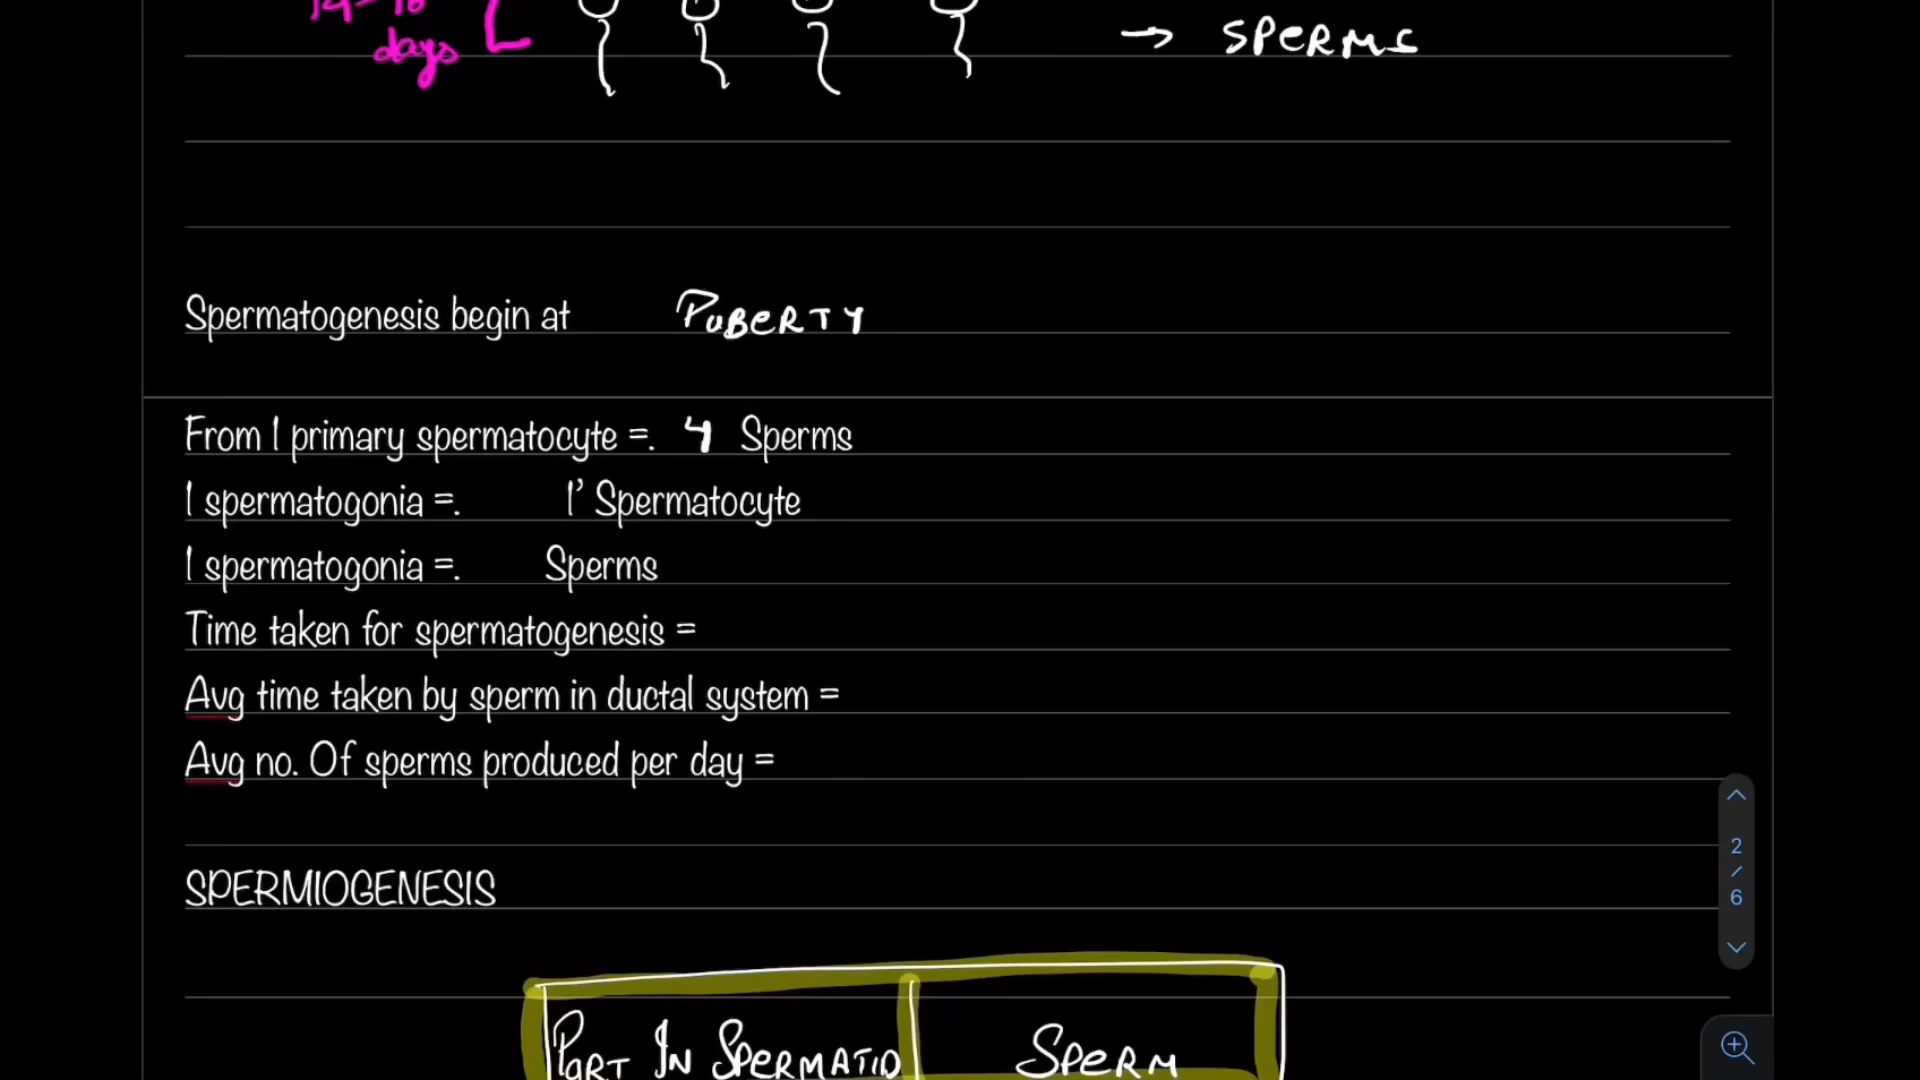 14-16
days
→ SPERMS
Spermatogenesis begin at PUBERTY
From 1 primary spermatocyte =. 4 Sperms
1 spermatogonia =. 1’ Spermatocyte
1 spermatogonia =. Sperms
Time taken for spermatogenesis =
Avg time taken by sperm in ductal system =
Avg no. Of sperms produced per day =
SPERMIOGENESIS
PART IN SPERMATID SPERM
2
/
6